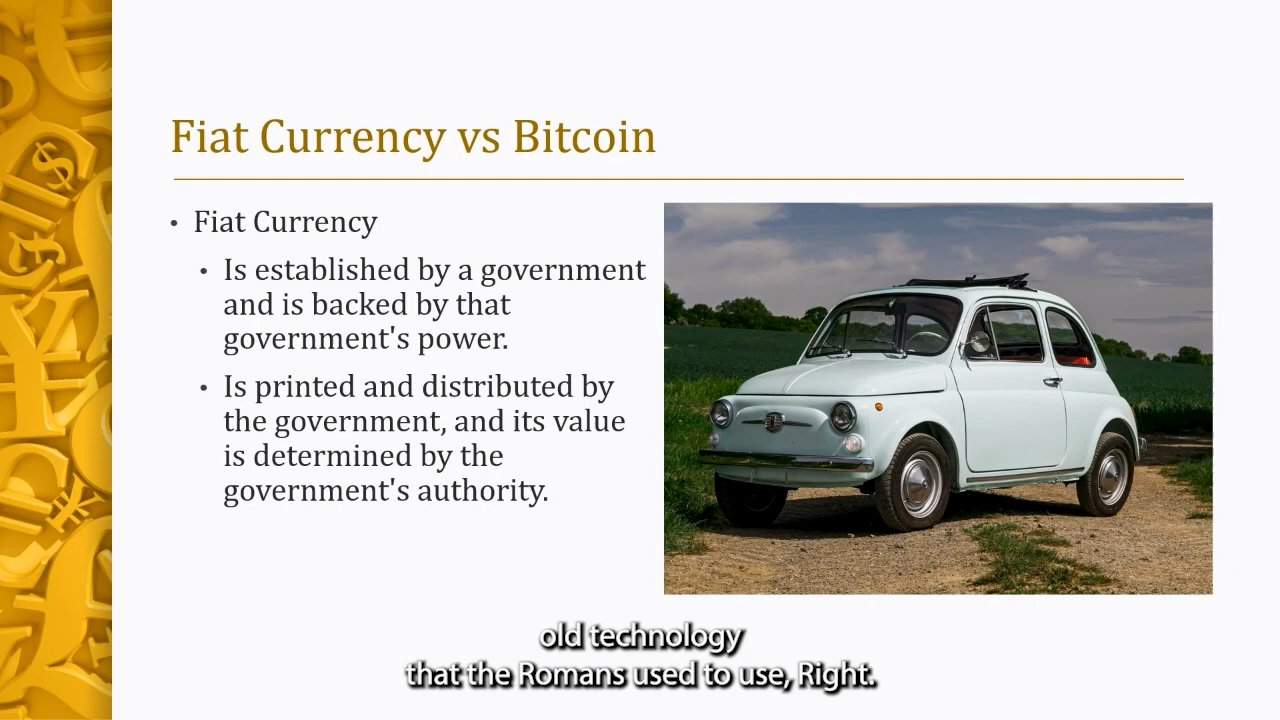 Fiat Currency vs Bitcoin
• Fiat Currency
• Is established by a government
and is backed by that
government's power.
• Is printed and distributed by
the government, and its value
is determined by the
government's authority.
old technology
that the Romans used to use, Right.